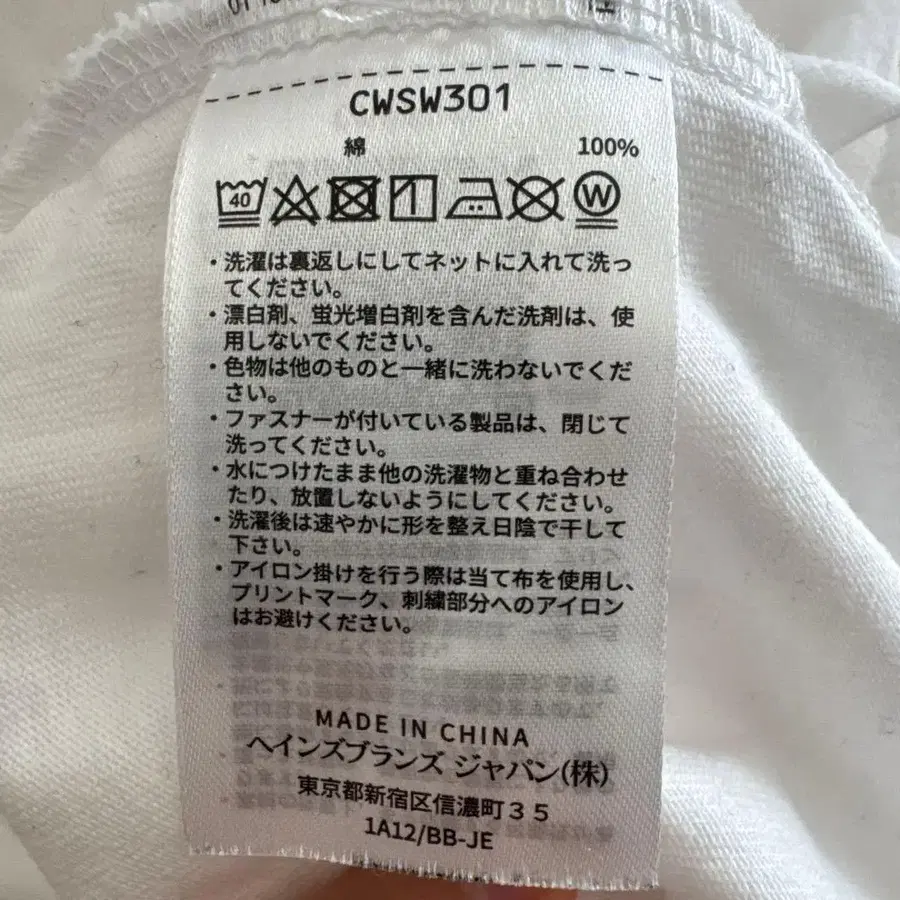 CWSW301
綿 100%
40
W
・洗濯は裏返しにしてネットに入れて洗っ
てください。
・漂白剤、蛍光増白剤を含んだ洗剤は、使
用しないでください。
・色物は他のものと一緒に洗わないでくだ
さい。
・ファスナーが付いている製品は、閉じて
洗ってください。
・水につけたまま他の洗濯物と重ね合わせ
たり、放置しないようにしてください。
・洗濯後は速やかに形を整え日陰で干して
下さい。
・アイロン掛けを行う際は当て布を使用し、
プリントマーク、刺繍部分へのアイロン
はお避けください。
MADE IN CHINA
ヘインズブランズ ジャパン(株)
東京都新宿区信濃町３５
1A12/BB-JE